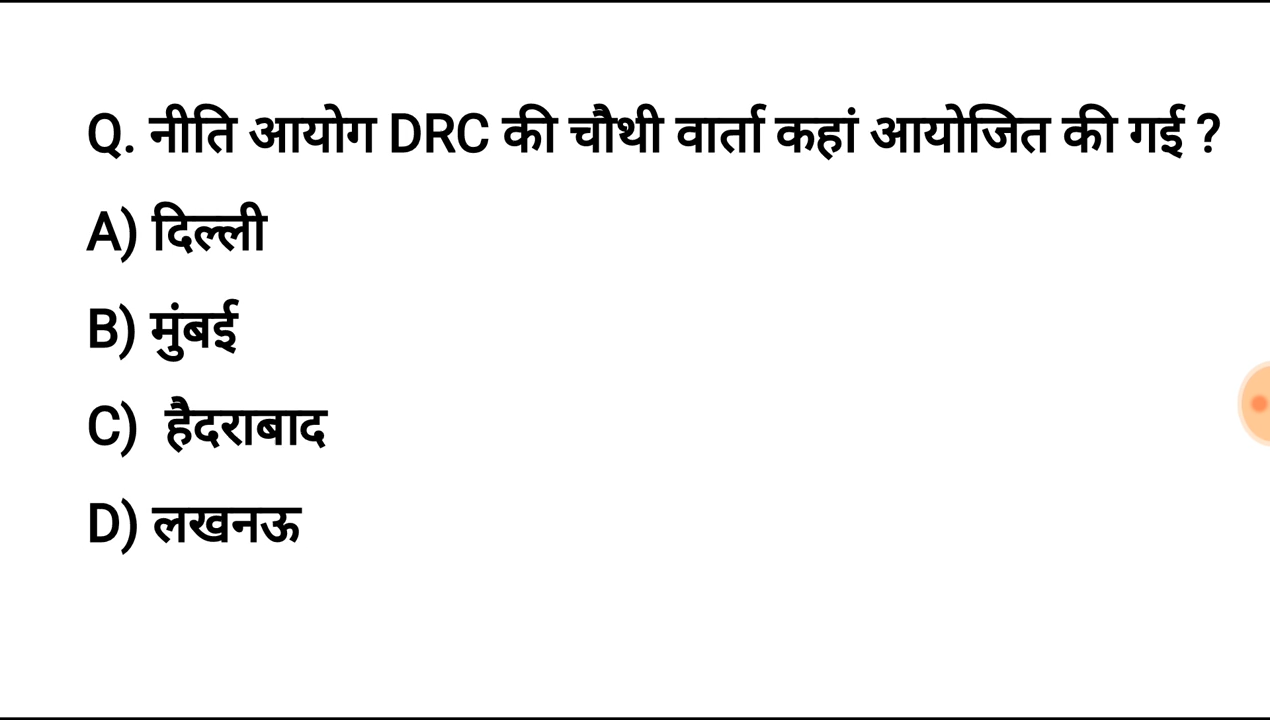 Q. नीति आयोग DRC की चौथी वार्ता कहां आयोजित की गई ?
A) दिल्ली
B) मुंबई
C) हैदराबाद
D) लखनऊ